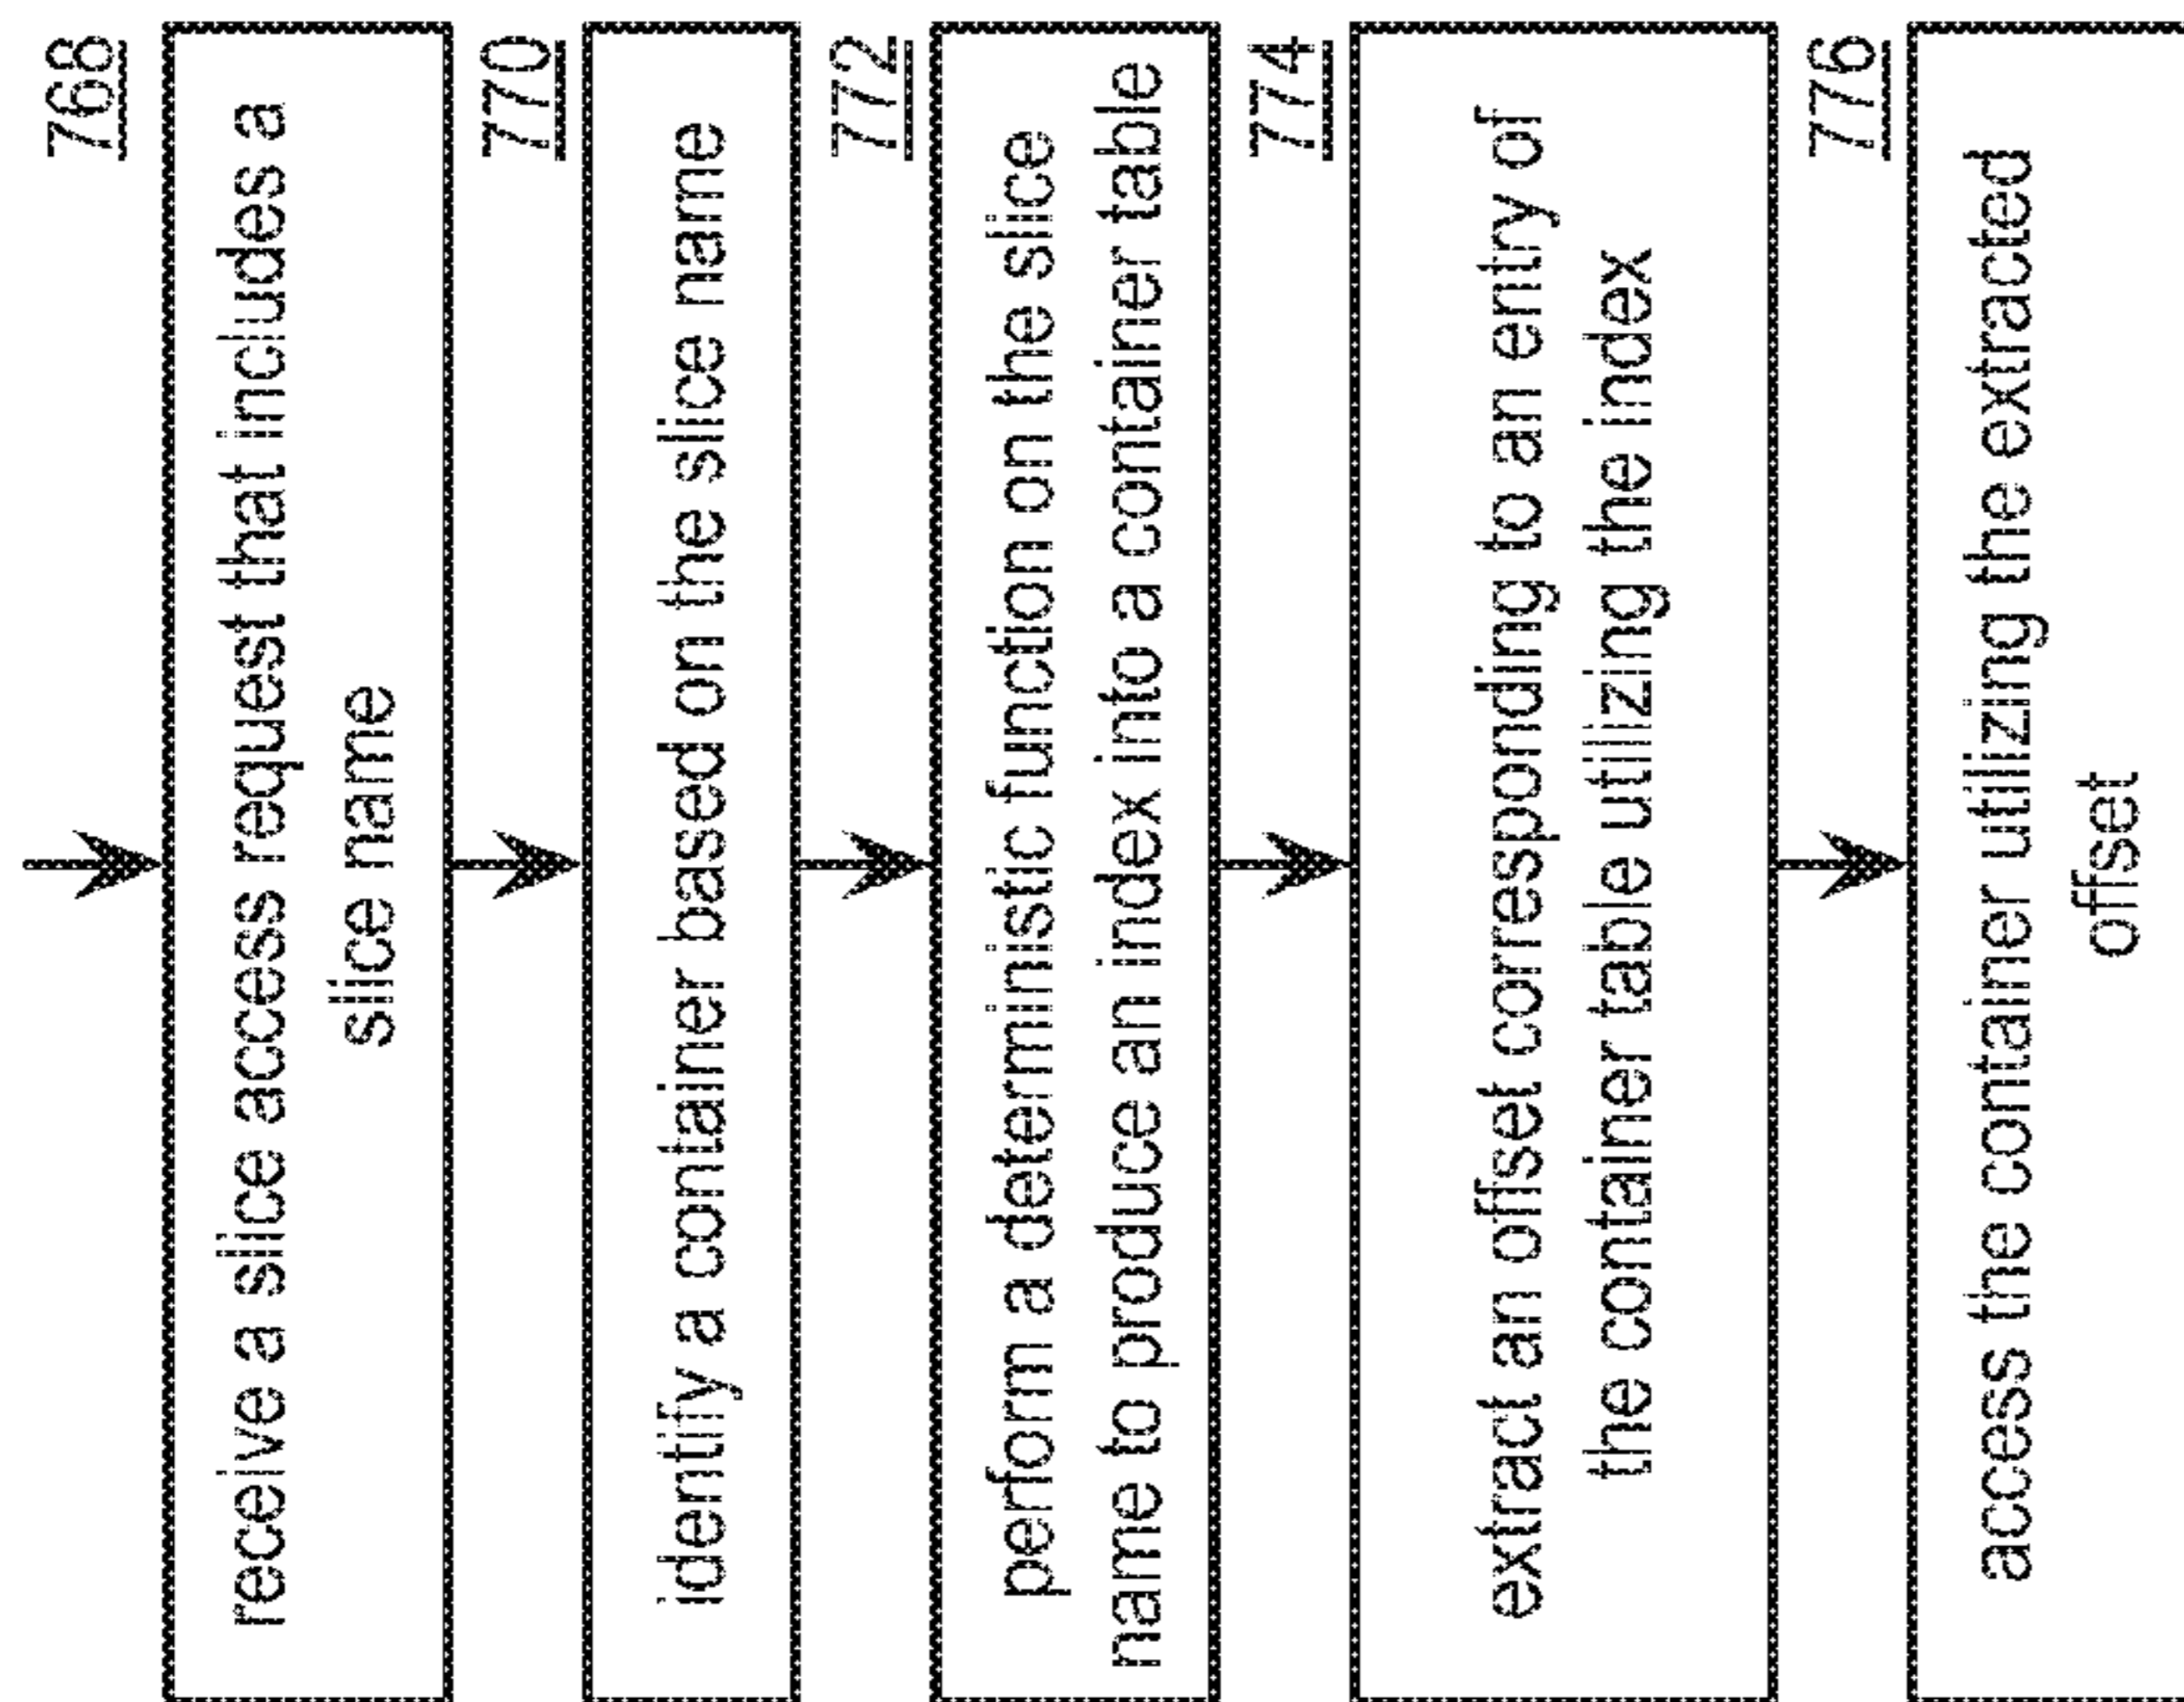 768
receive a slice access request that includes a
slice name
770
identify a container based on the slice name
772
perform a deterministic function on the slice
name to produce an index into a container table
774
extract an offset corresponding to an entry of
the container table utilizing the index
776
access the container utilizing the extracted
offset